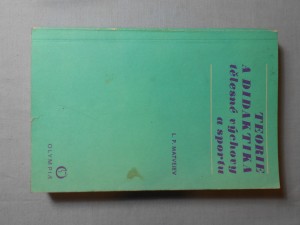 TEORIE
A DIDAKTIKA
tělesné výchovy
a sportu
L. P. MATVEJEV
OLYMPIA